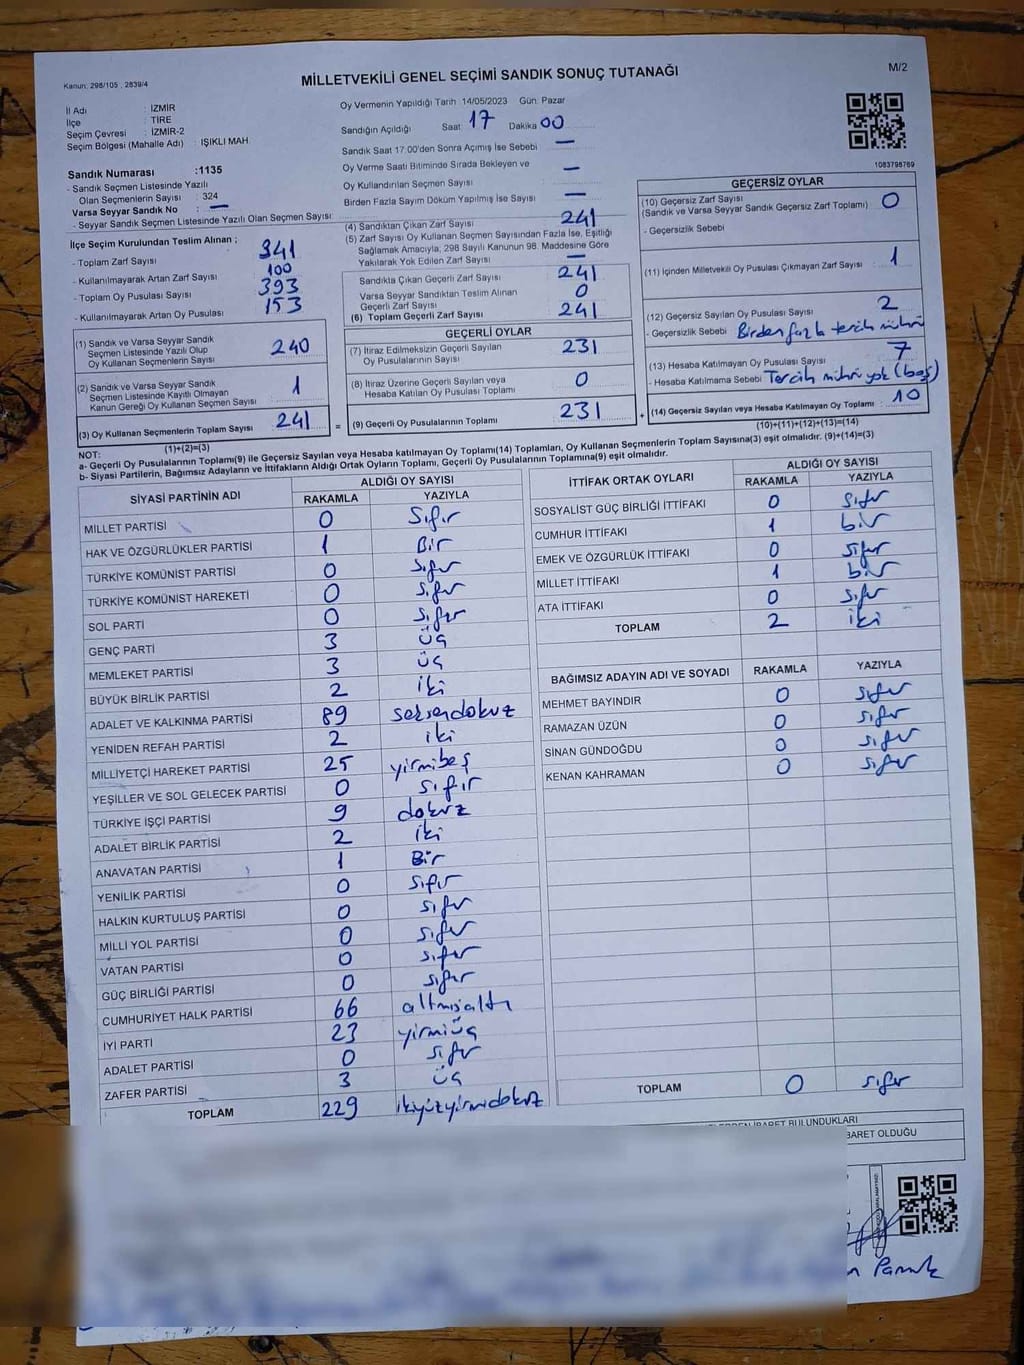 Kanun: 298/105 , 2839/4
MİLLETVEKİLİ GENEL SEÇİMİ SANDIK SONUÇ TUTANAĞI
M/2
İl Adı : İZMİR
İlçe : TİRE
Seçim Çevresi : İZMİR-2
Seçim Bölgesi (Mahalle Adı) IŞIKLI MAH
Oy Vermenin Yapıldığı Tarih 14/05/2023 Gün: Pazar
Sandığın Açıldığı Saat 17 Dakika 00
Sandık Saat 17:00'den Sonra Açımış İse Sebebi —
Oy Verme Saati Bitiminde Sırada Bekleyen ve
Oy Kullandırılan Seçmen Sayısı —
Birden Fazla Sayım Döküm Yapılmış İse Sayısı —
1083798769
Sandık Numarası :1135
- Sandık Seçmen Listesinde Yazılı
Olan Seçmenlerin Sayısı : 324
Varsa Seyyar Sandık No : —
- Seyyar Sandık Seçmen Listesinde Yazılı Olan Seçmen Sayısı:
İlçe Seçim Kurulundan Teslim Alınan ;
- Toplam Zarf Sayısı : 341
- Kullanılmayarak Artan Zarf Sayısı : 100
- Toplam Oy Pusulası Sayısı : 393
- Kullanılmayarak Artan Oy Pusulası : 153
(1) Sandık ve Varsa Seyyar Sandık
Seçmen Listesinde Yazılı Olup
Oy Kullanan Seçmenlerin Sayısı : 240
(2) Sandık ve Varsa Seyyar Sandık
Seçmen Listesinde Kayıtlı Olmayan
Kanun Gereği Oy Kullanan Seçmen Sayısı : 1
(3) Oy Kullanan Seçmenlerin Toplam Sayısı : 241
(1)+(2)=(3)
(4) Sandıktan Çıkan Zarf Sayısı : 241
(5) Zarf Sayısı Oy Kullanan Seçmen Sayısından Fazla İse, Eşitliği
Sağlamak Amacıyla, 298 Sayılı Kanunun 98. Maddesine Göre
Yakılarak Yok Edilen Zarf Sayısı : —
Sandıkta Çıkan Geçerli Zarf Sayısı : 241
Varsa Seyyar Sandıktan Teslim Alınan
Geçerli Zarf Sayısı : 0
(6) Toplam Geçerli Zarf Sayısı : 241
GEÇERLİ OYLAR
(7) İtiraz Edilmeksizin Geçerli Sayılan
Oy Pusulalarının Sayısı : 231
(8) İtiraz Üzerine Geçerli Sayılan veya
Hesaba Katılan Oy Pusulası Toplamı : 0
= (9) Geçerli Oy Pusulalarının Toplamı : 231 +
GEÇERSİZ OYLAR
(10) Geçersiz Zarf Sayısı
(Sandık ve Varsa Seyyar Sandık Geçersiz Zarf Toplamı) : 0
- Geçersizlik Sebebi :
(11) İçinden Milletvekili Oy Pusulası Çıkmayan Zarf Sayısı : 1
(12) Geçersiz Sayılan Oy Pusulası Sayısı : 2
- Geçersizlik Sebebi : Birden fazla tercih mührü
(13) Hesaba Katılmayan Oy Pusulası Sayısı : 7
- Hesaba Katılmama Sebebi : Tercih mührü yok (boş)
(14) Geçersiz Sayılan veya Hesaba Katılmayan Oy Toplamı : 10
(10)+(11)+(12)+(13)=(14)
NOT:
a- Geçerli Oy Pusulasının Toplamı(9) ile Geçersiz Sayılan veya Hesaba katılmayan Oy Toplamı(14) Toplamları, Oy Kullanan Seçmenlerin Toplam Sayısına(3) eşit olmalıdır. (9)+(14)=(3)
b- Siyasi Partilerin, Bağımsız Adayların ve İttifakların Aldığı Ortak Oyların Toplamı, Geçerli Oy Pusulalarının Toplamına(9) eşit olmalıdır.
SİYASİ PARTİNİN ADI ALDIĞI OY SAYISI
RAKAMLA YAZIYLA
MİLLET PARTİSİ 0 Sıfır
HAK VE ÖZGÜRLÜKLER PARTİSİ 1 Bir
TÜRKİYE KOMÜNİST PARTİSİ 0 Sıfır
TÜRKİYE KOMÜNİST HAREKETİ 0 sıfır
SOL PARTİ 0 sıfır
GENÇ PARTİ 3 üç
MEMLEKET PARTİSİ 3 üç
BÜYÜK BİRLİK PARTİSİ 2 iki
ADALET VE KALKINMA PARTİSİ 89 seksendokuz
YENİDEN REFAH PARTİSİ 2 iki
MİLLİYETÇİ HAREKET PARTİSİ 25 yirmibeş
YEŞİLLER VE SOL GELECEK PARTİSİ 0 sıfır
TÜRKİYE İŞÇİ PARTİSİ 9 dokuz
ADALET BİRLİK PARTİSİ 2 iki
ANAVATAN PARTİSİ 1 Bir
YENİLİK PARTİSİ 0 sıfır
HALKIN KURTULUŞ PARTİSİ 0 sıfır
MİLLİ YOL PARTİSİ 0 sıfır
VATAN PARTİSİ 0 sıfır
GÜÇ BİRLİĞİ PARTİSİ 0 sıfır
CUMHURİYET HALK PARTİSİ 66 altmışaltı
İYİ PARTİ 23 yirmiüç
ADALET PARTİSİ 0 sıfır
ZAFER PARTİSİ 3 üç
TOPLAM 229 ikiyüzyirmidokuz
İTTİFAK ORTAK OYLARI ALDIĞI OY SAYISI
RAKAMLA YAZIYLA
SOSYALİST GÜÇ BİRLİĞİ İTTİFAKI 0 sıfır
CUMHUR İTTİFAKI 1 bir
EMEK VE ÖZGÜRLÜK İTTİFAKI 0 sıfır
MİLLET İTTİFAKI 1 bir
ATA İTTİFAKI 0 sıfır
TOPLAM 2 iki
BAĞIMSIZ ADAYIN ADI VE SOYADI RAKAMLA YAZIYLA
MEHMET BAYINDIR 0 sıfır
RAMAZAN ÜZÜN 0 sıfır
SİNAN GÜNDOĞDU 0 sıfır
KENAN KAHRAMAN 0 sıfır
TOPLAM 0 sıfır
İBARET BULUNDUKLARI
BARET OLDUĞU